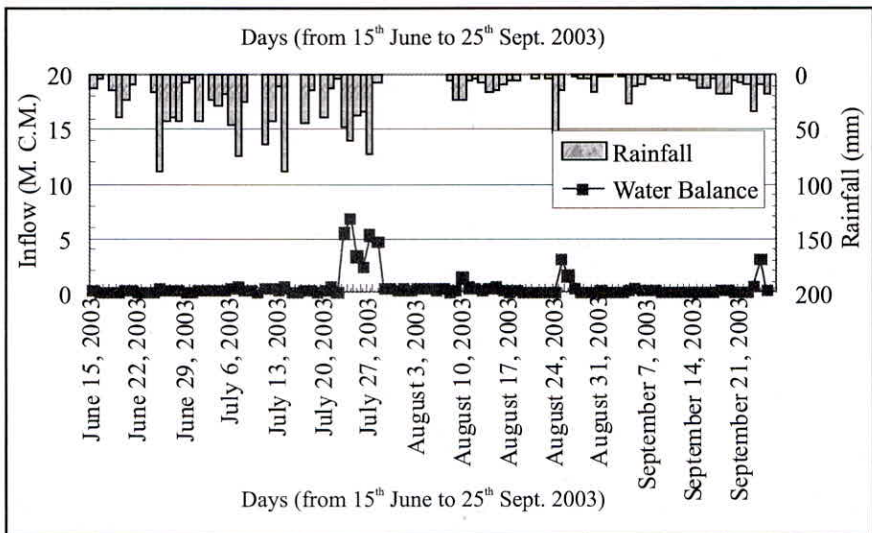 Days (from 15th June to 25th Sept. 2003)
Inflow (M. C.M.)
20
15
10
5
0
0
50
100
150
200
Rainfall (mm)
Rainfall
Water Balance
June 15, 2003
June 22, 2003
June 29, 2003
July 6, 2003
July 13, 2003
July 20, 2003
July 27, 2003
August 3, 2003
August 10, 2003
August 17, 2003
August 24, 2003
August 31, 2003
September 7, 2003
September 14, 2003
September 21, 2003
Days (from 15th June to 25th Sept. 2003)